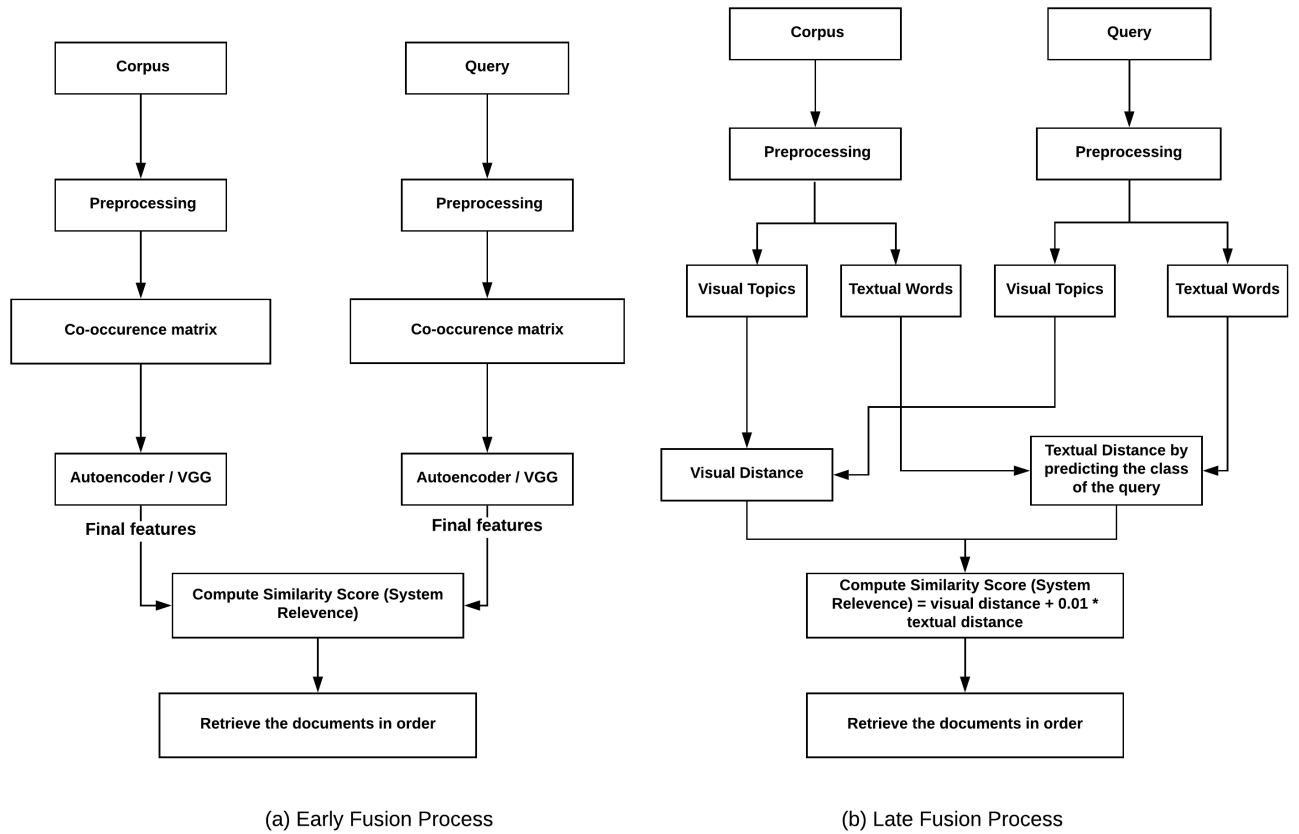 Corpus
Query
Preprocessing
Preprocessing
Co-occurence matrix
Co-occurence matrix
Autoencoder / VGG
Autoencoder / VGG
Final features
Final features
Compute Similarity Score (System
Relevence)
Retrieve the documents in order
(a) Early Fusion Process
Corpus
Query
Preprocessing
Preprocessing
Visual Topics
Textual Words
Visual Topics
Textual Words
Visual Distance
Textual Distance by
predicting the class
of the query
Compute Similarity Score (System
Relevence) = visual distance + 0.01 *
textual distance
Retrieve the documents in order
(b) Late Fusion Process